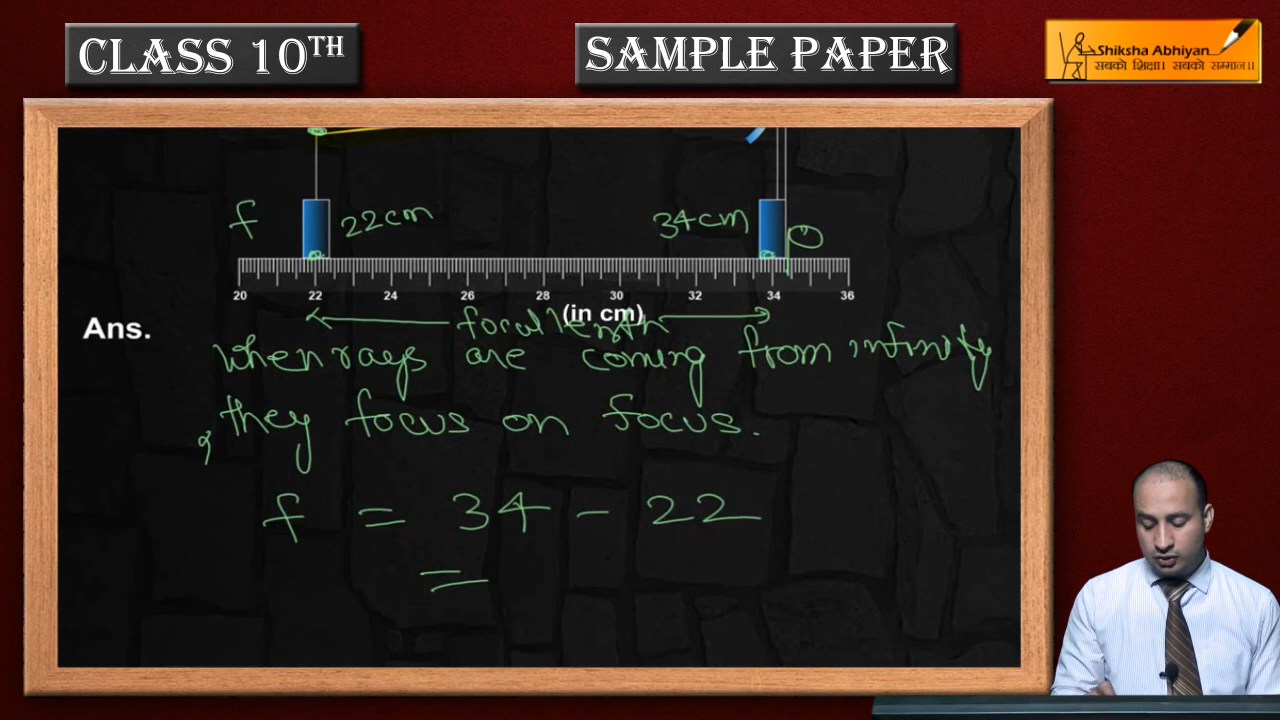 CLASS 10TH
SAMPLE PAPER
Shiksha Abhiyan
सबको शिक्षा। सबको सम्मान।।
f
22cm
34cm
20 22 24 26 28 30 32 34 36
(in cm)
focal lenth
Ans.
when rays are coming from infinity
, they focus on focus.
f = 34 - 22
=